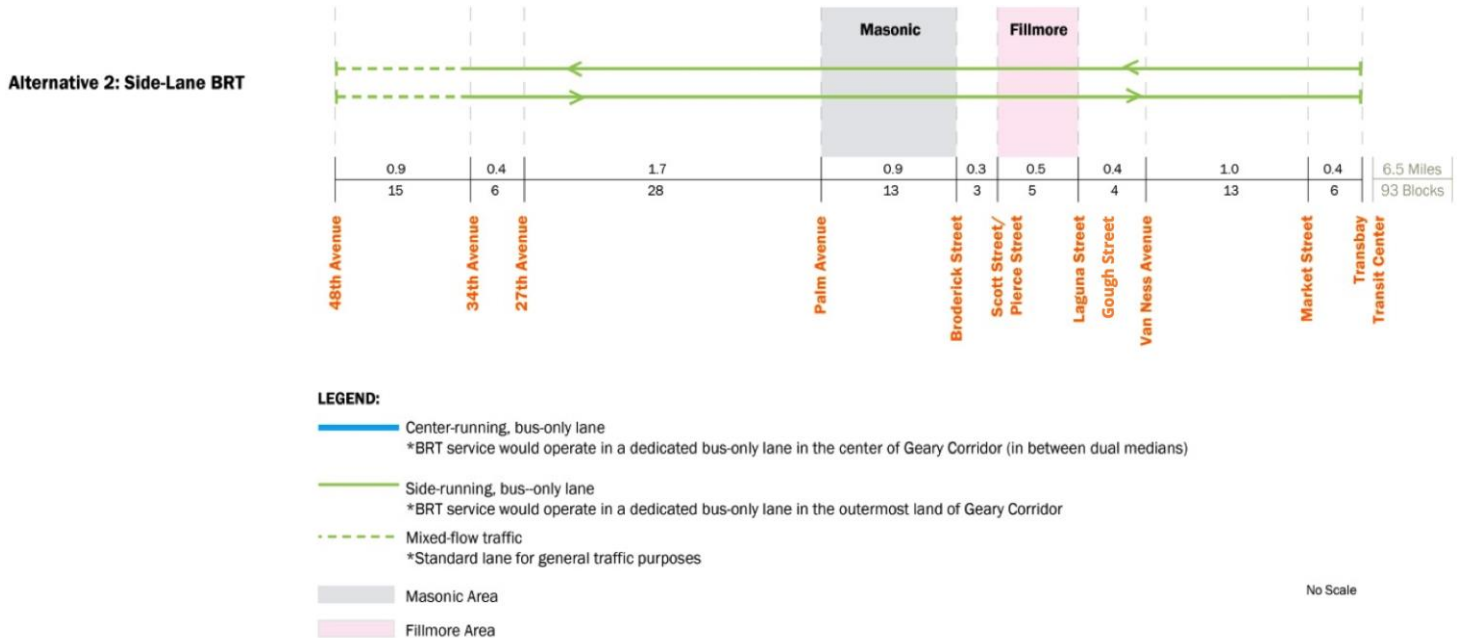 Masonic
Fillmore
Alternative 2: Side-Lane BRT
0.9 0.4 1.7 0.9 0.3 0.5 0.4 1.0 0.4 6.5 Miles
15 6 28 13 3 5 4 13 6 93 Blocks
48th Avenue
34th Avenue
27th Avenue
Palm Avenue
Broderick Street
Scott Street/
Pierce Street
Laguna Street
Gough Street
Van Ness Avenue
Market Street
Transbay
Transit Center
LEGEND:
Center-running, bus-only lane
*BRT service would operate in a dedicated bus-only lane in the center of Geary Corridor (in between dual medians)
Side-running, bus--only lane
*BRT service would operate in a dedicated bus-only lane in the outermost land of Geary Corridor
Mixed-flow traffic
*Standard lane for general traffic purposes
Masonic Area
No Scale
Fillmore Area